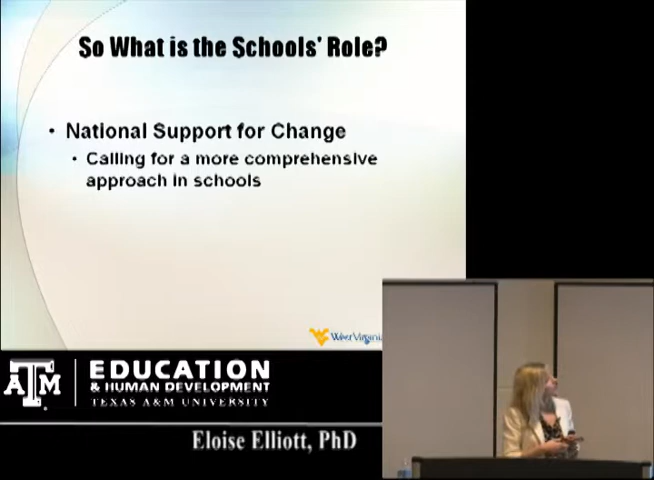 So What is the Schools' Role?
• National Support for Change
• Calling for a more comprehensive
approach in schools
West Virginia
ATM
EDUCATION
& HUMAN DEVELOPMENT
TEXAS A&M UNIVERSITY
Eloise Elliott, PhD